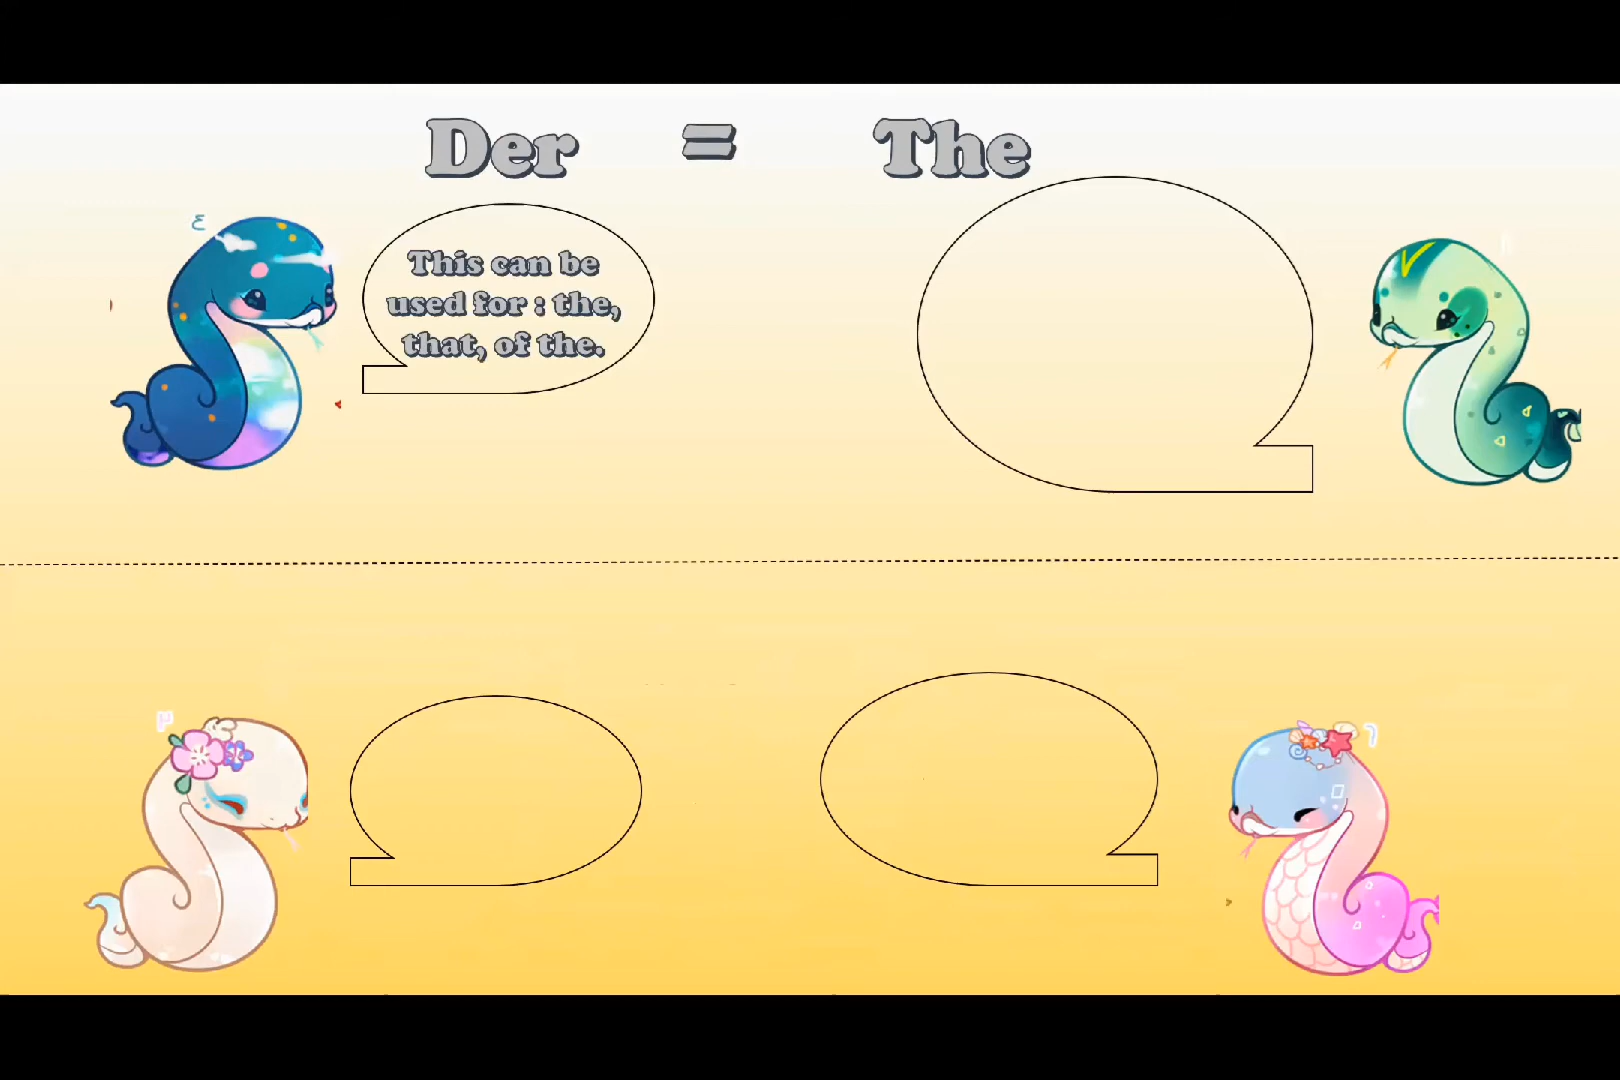 Der = The
This can be
used for : the,
that, of the.